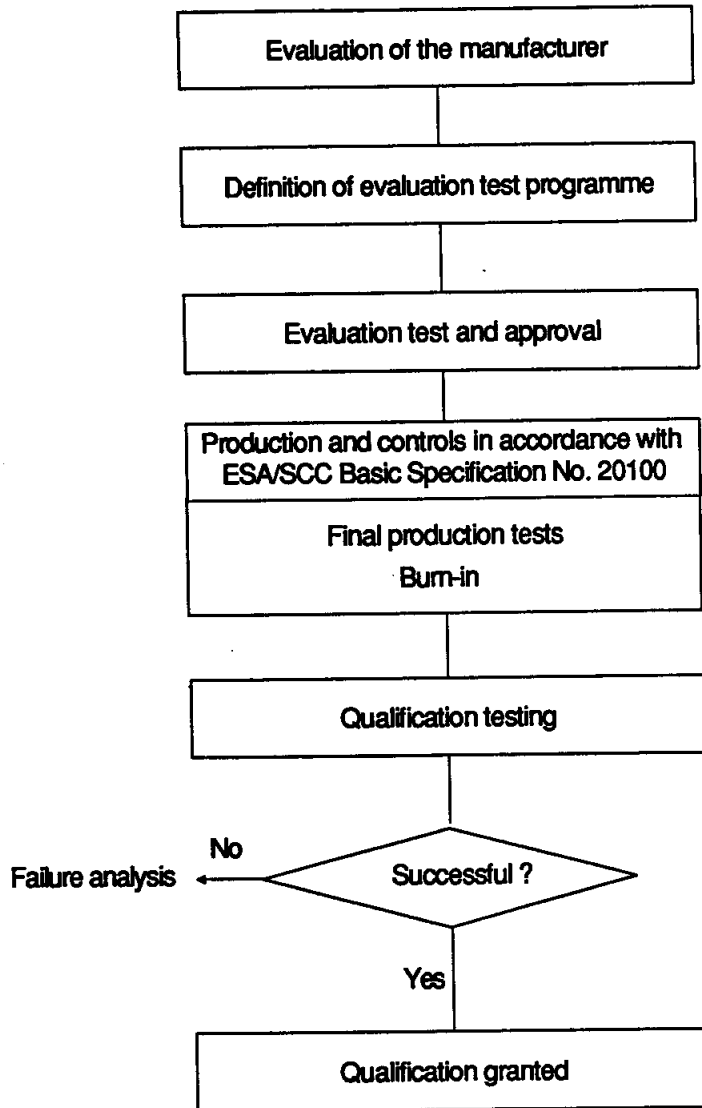 Evaluation of the manufacturer
Definition of evaluation test programme
Evaluation test and approval
Production and controls in accordance with
ESA/SCC Basic Specification No. 20100
Final production tests
Burn-in
Qualification testing
Successful ?
No
Failure analysis
Yes
Qualification granted